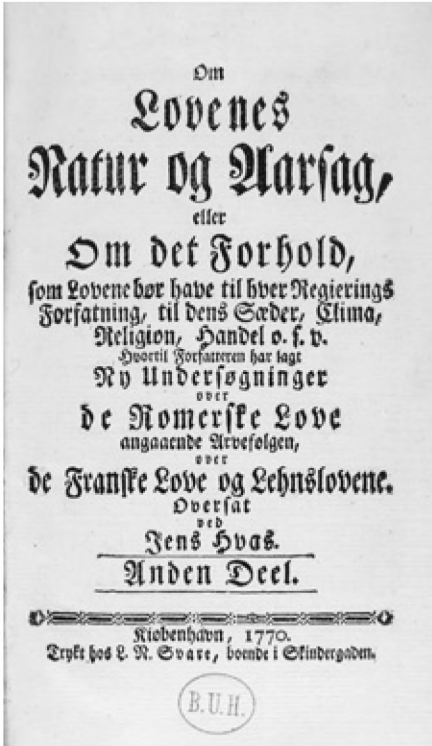 Om
Lovenes
Natur og Aarsag,
eller
Om det Forhold,
som Lovene bør have til hver Regierings
Forfatning, til dens Sæder, Clima,
Religion, Handel o. s. v.
Hvortil Forfatteren har lagt
Ny Undersøgninger
over
de Romerske Love
angaaende Arvefølgen,
over
de Franske Love og Lehnslovene.
Oversat
ved
Jens Hvas.
Anden Deel.
Kiøbenhavn, 1770.
Trykt hos L. N. Svare, boende i Skindergaden.
B.U.H.